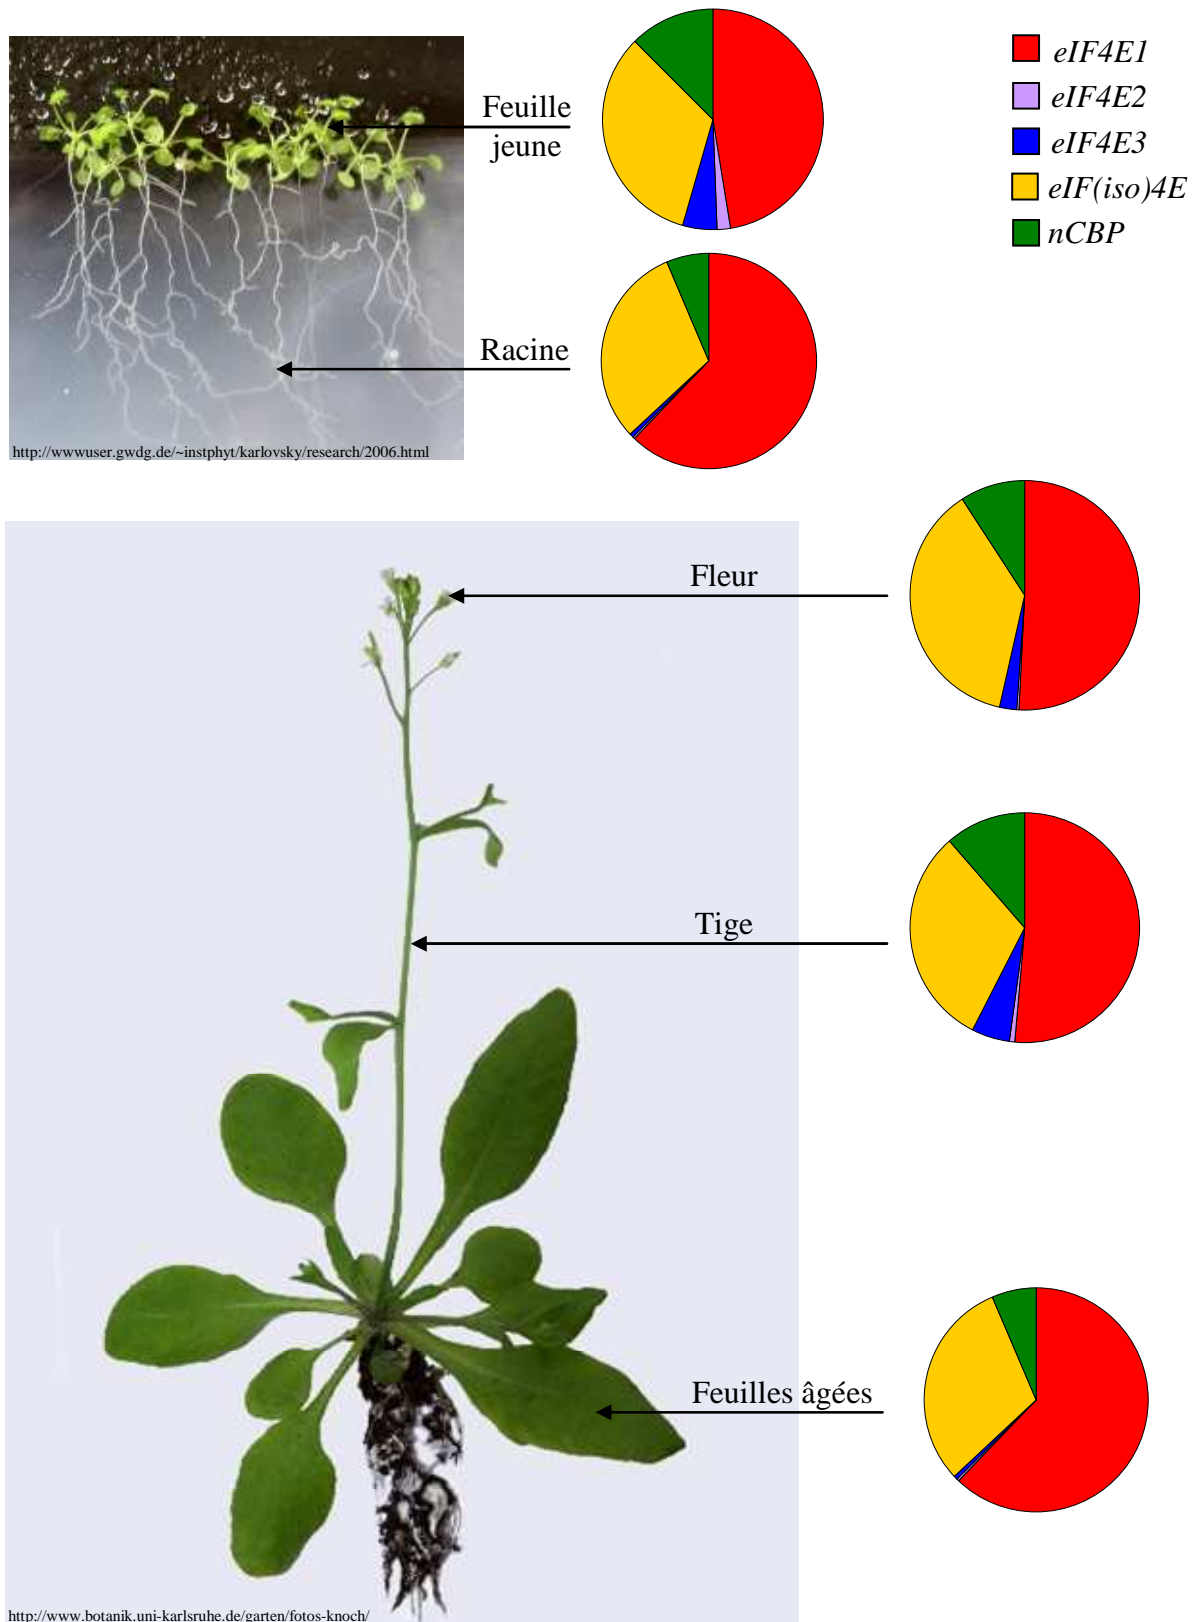 eIF4E1
eIF4E2
eIF4E3
eIF(iso)4E
nCBP
Feuille
jeune
Racine
http://wwwuser.gwdg.de/~instphyt/karlovsky/research/2006.html
Fleur
Tige
Feuilles âgées
http://www.botanik.uni-karlsruhe.de/garten/fotos-knoch/